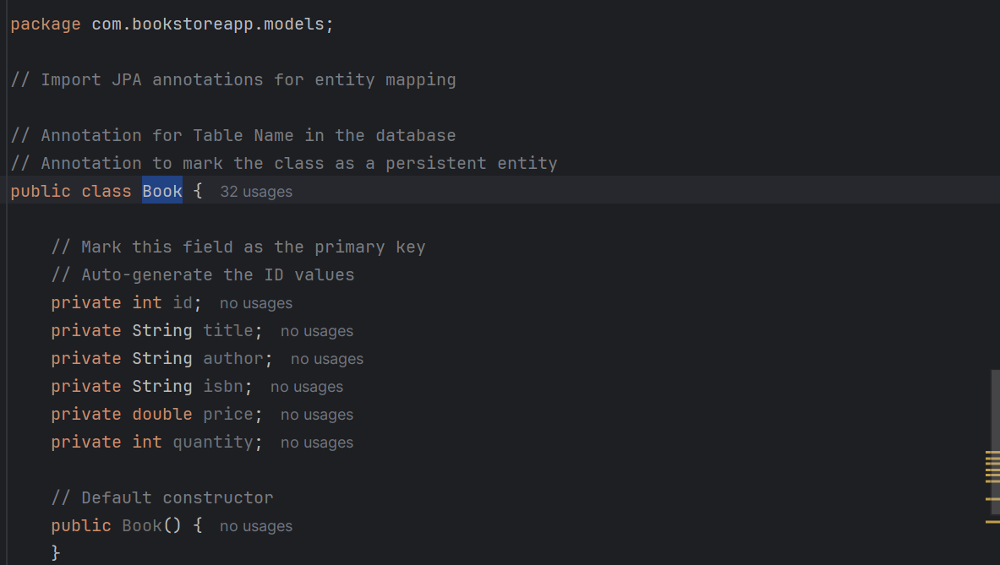 package com.bookstoreapp.models;
// Import JPA annotations for entity mapping
// Annotation for Table Name in the database
// Annotation to mark the class as a persistent entity
public class Book {  32 usages
// Mark this field as the primary key
// Auto-generate the ID values
private int id;  no usages
private String title;  no usages
private String author;  no usages
private String isbn;  no usages
private double price;  no usages
private int quantity;  no usages
// Default constructor
public Book() {  no usages
}